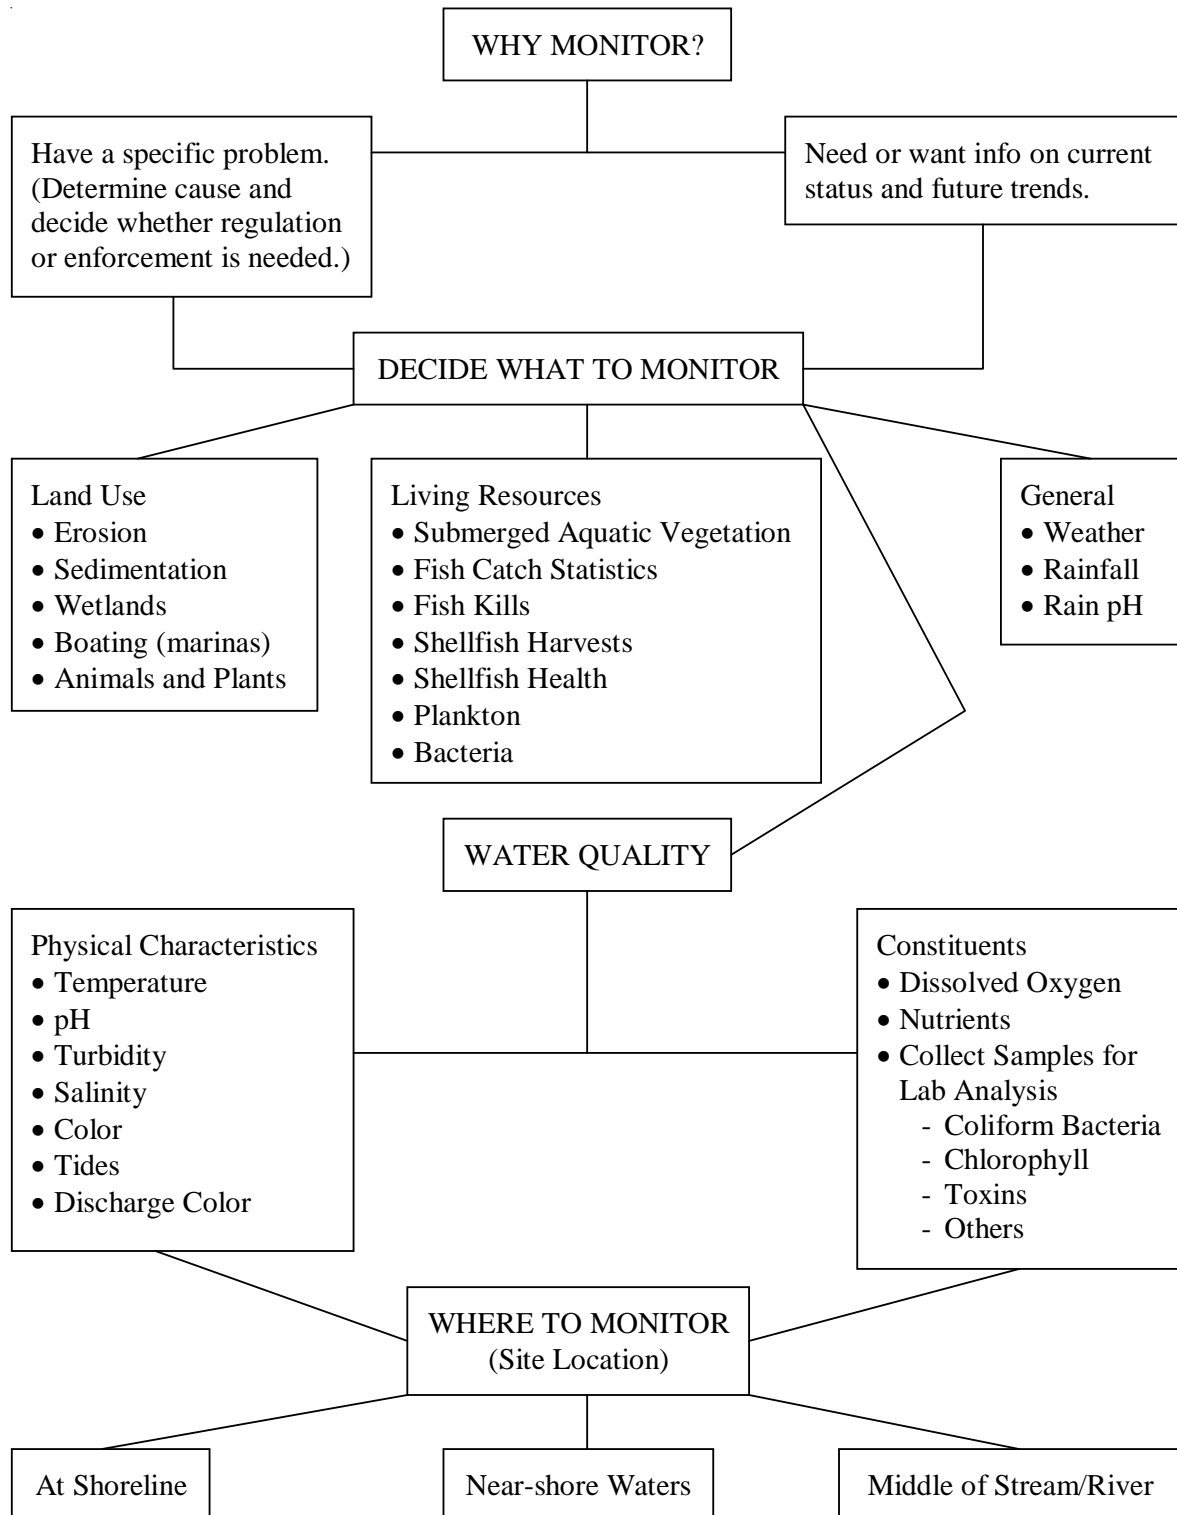 WHY MONITOR?
Have a specific problem.
(Determine cause and
decide whether regulation
or enforcement is needed.)
Need or want info on current
status and future trends.
DECIDE WHAT TO MONITOR
Land Use
• Erosion
• Sedimentation
• Wetlands
• Boating (marinas)
• Animals and Plants
Living Resources
• Submerged Aquatic Vegetation
• Fish Catch Statistics
• Fish Kills
• Shellfish Harvests
• Shellfish Health
• Plankton
• Bacteria
General
• Weather
• Rainfall
• Rain pH
WATER QUALITY
Physical Characteristics
• Temperature
• pH
• Turbidity
• Salinity
• Color
• Tides
• Discharge Color
Constituents
• Dissolved Oxygen
• Nutrients
• Collect Samples for
Lab Analysis
- Coliform Bacteria
- Chlorophyll
- Toxins
- Others
WHERE TO MONITOR
(Site Location)
At Shoreline
Near-shore Waters
Middle of Stream/River